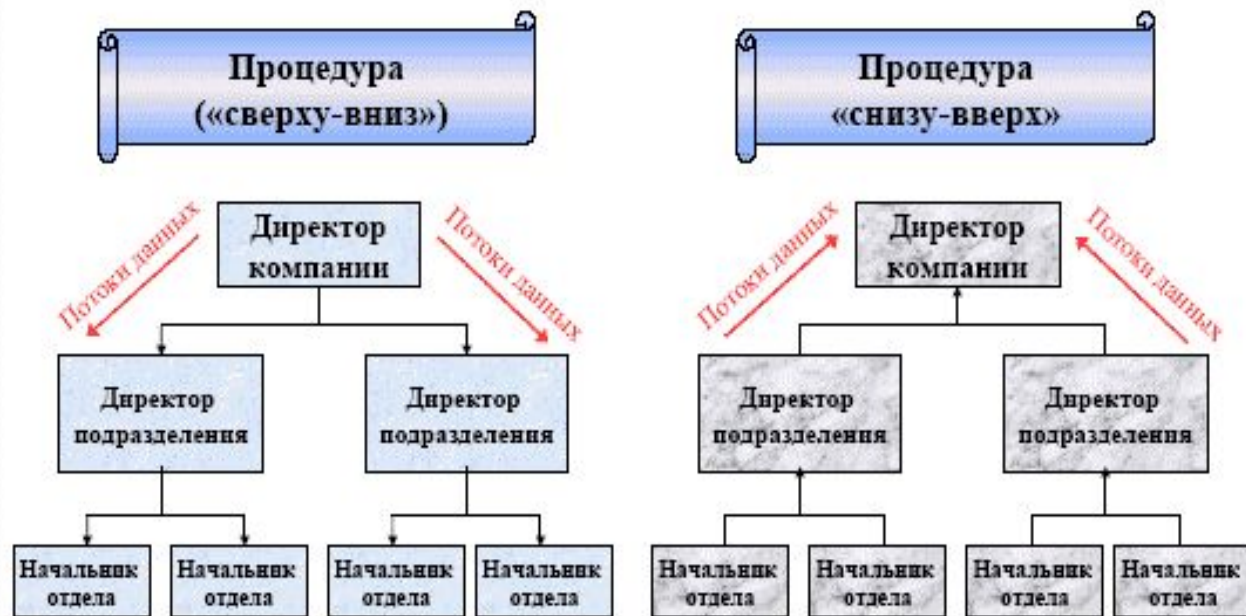 Процедура
(«сверху-вниз»)
Потоки данных
Директор
компании
Потоки данных
Директор
подразделения
Директор
подразделения
Начальник
отдела
Начальник
отдела
Начальник
отдела
Начальник
отдела
Процедура
«снизу-вверх»
Потоки данных
Директор
компании
Потоки данных
Директор
подразделения
Директор
подразделения
Начальник
отдела
Начальник
отдела
Начальник
отдела
Начальник
отдела